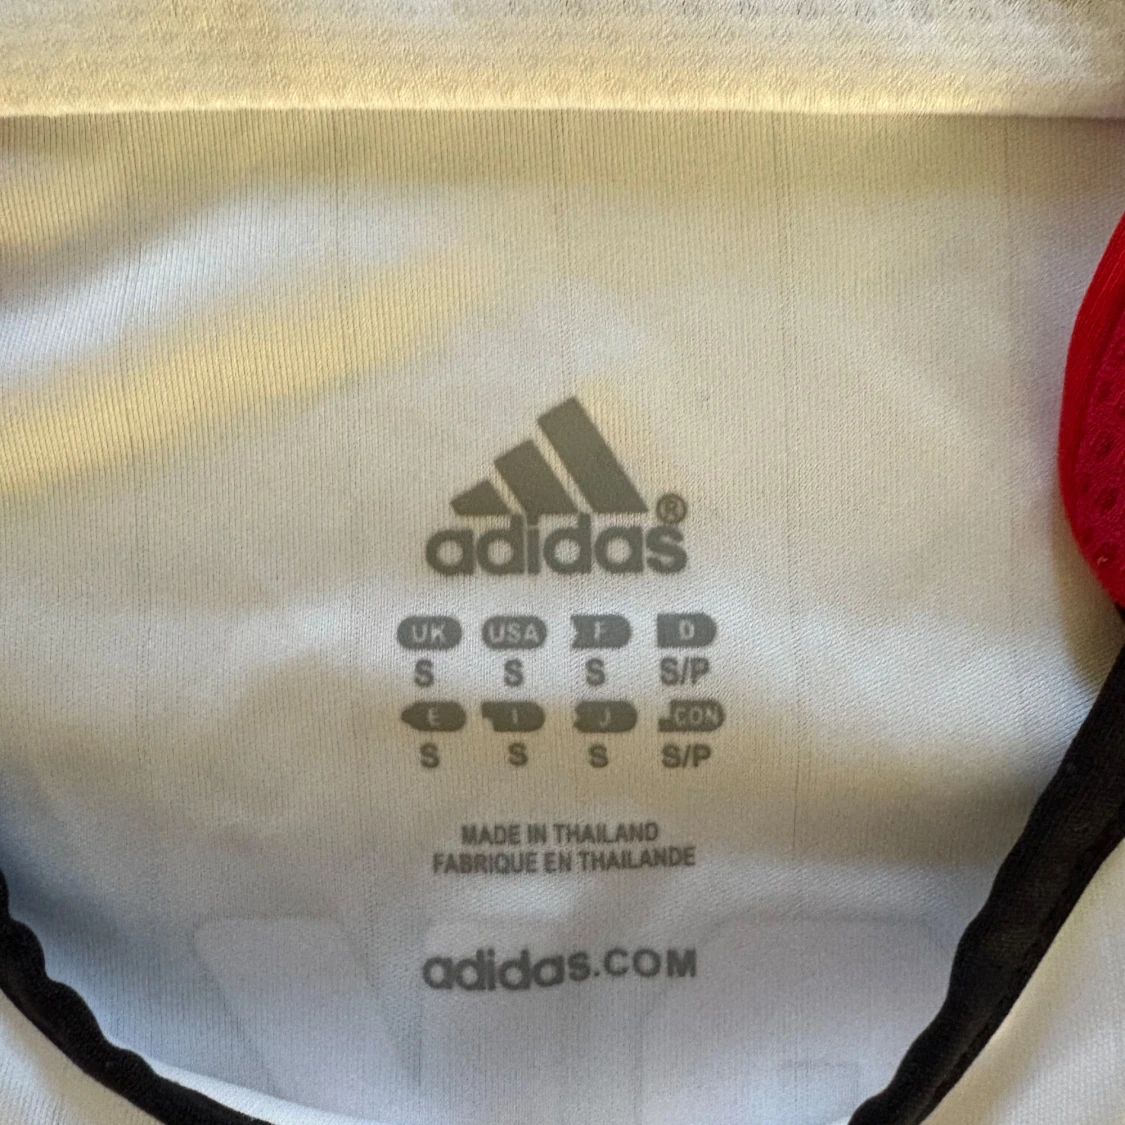 adidas®
UK USA F D
S S S S/P
E I J CON
S S S S/P
MADE IN THAILAND
FABRIQUE EN THAILANDE
adidas.COM